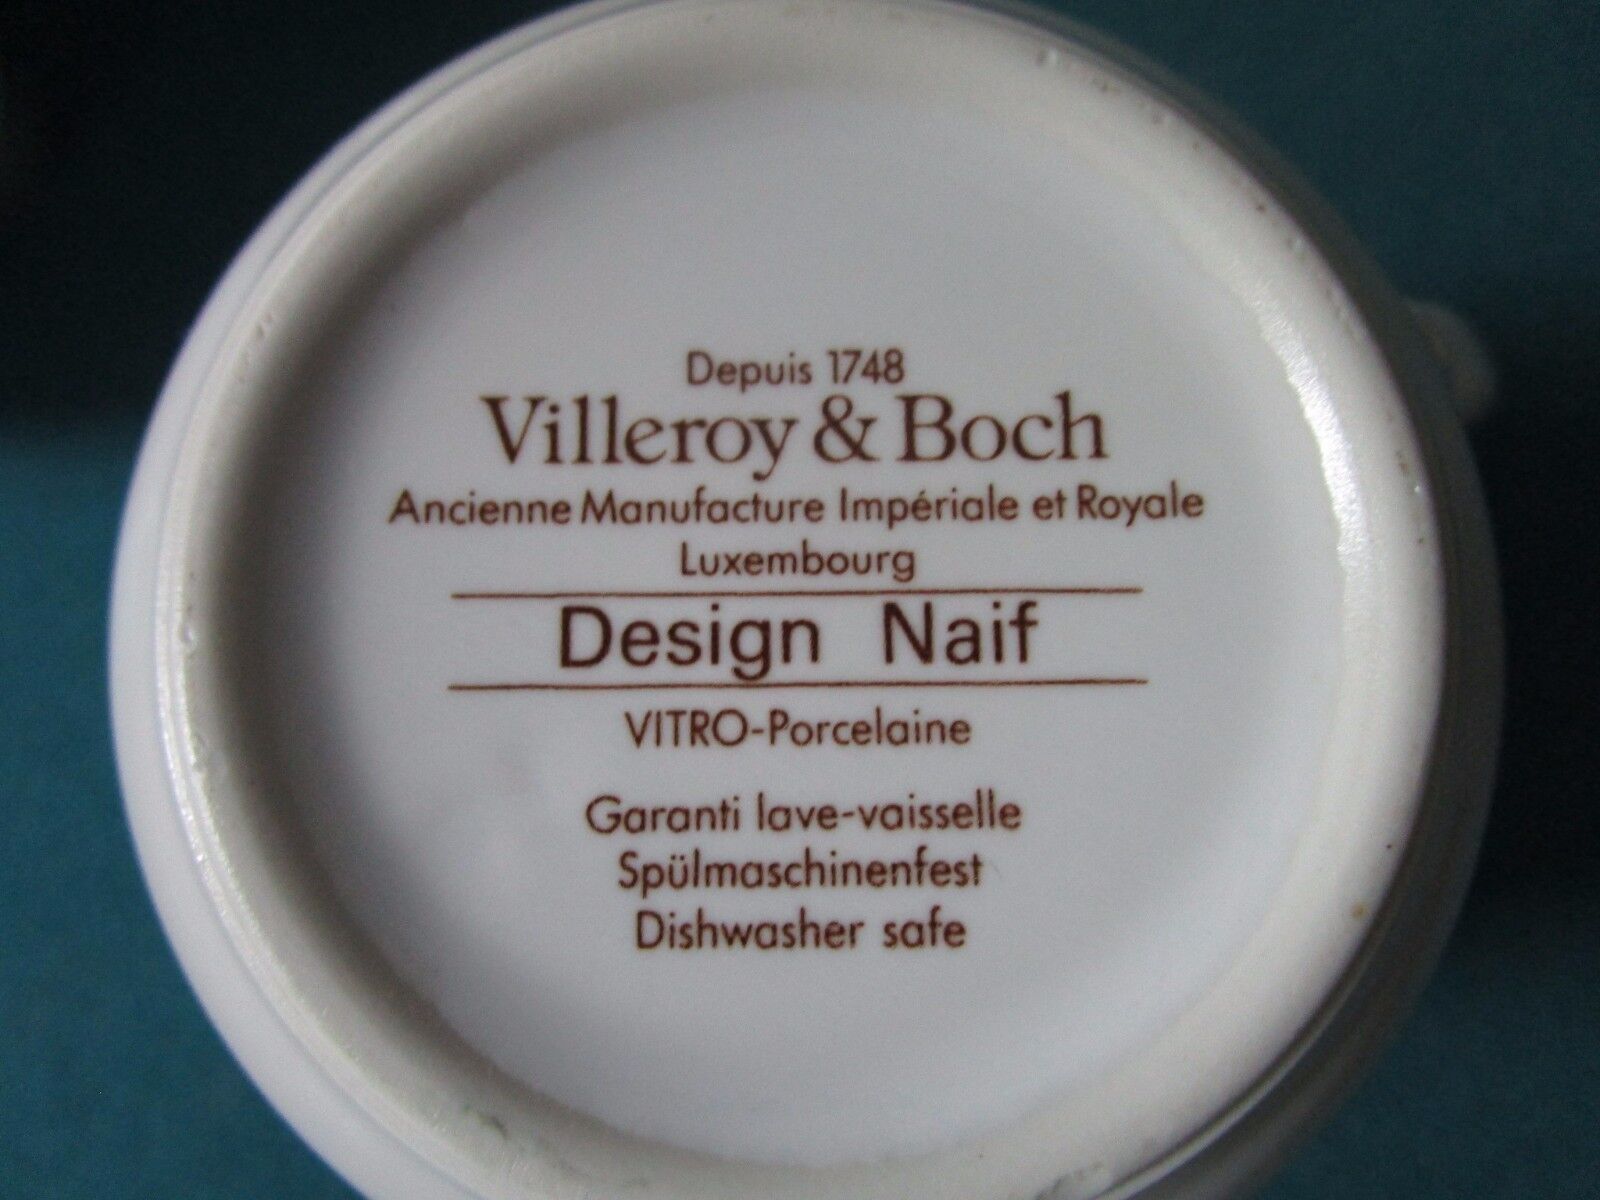 Depuis 1748
Villeroy & Boch
Ancienne Manufacture Impériale et Royale
Luxembourg
Design Naif
VITRO-Porcelaine
Garanti lave-vaisselle
Spülmaschinenfest
Dishwasher safe